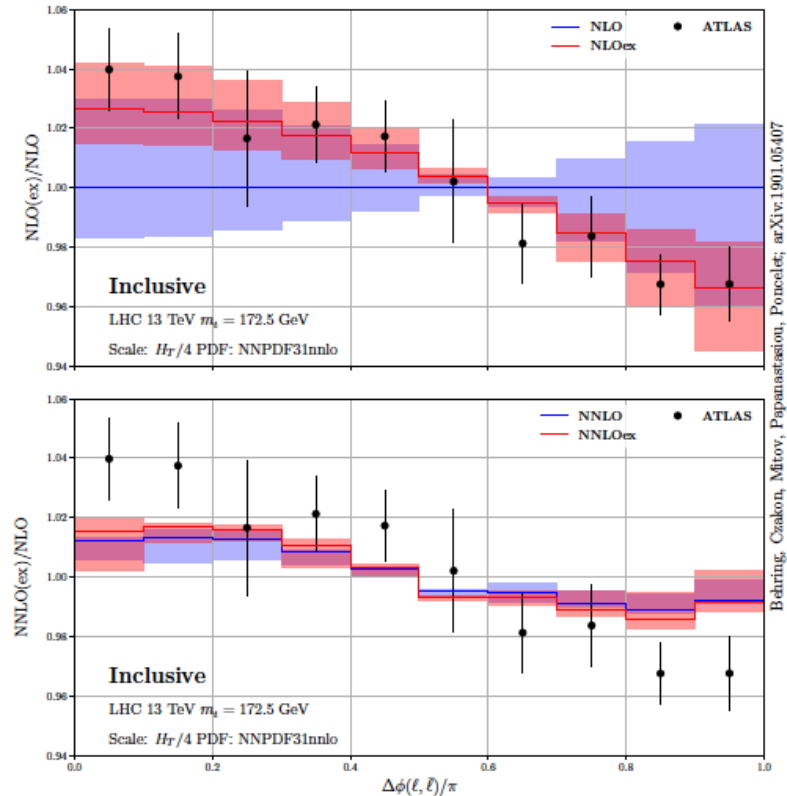 1.06
1.04
1.02
1.00
0.98
0.96
0.94
NLO(ex)/NLO
NLO
NLOex
ATLAS
Inclusive
LHC 13 TeV m_t = 172.5 GeV
Scale: H_T/4 PDF: NNPDF31nnlo
1.06
1.04
1.02
1.00
0.98
0.96
0.94
NNLO(ex)/NLO
NNLO
NNLOex
ATLAS
Inclusive
LHC 13 TeV m_t = 172.5 GeV
Scale: H_T/4 PDF: NNPDF31nnlo
0.0 0.2 0.4 0.6 0.8 1.0
Δϕ(ℓ, ℓ̄)/π
Behring, Czakon, Mitov, Papanastasiou, Poncelet; arXiv:1901.05407